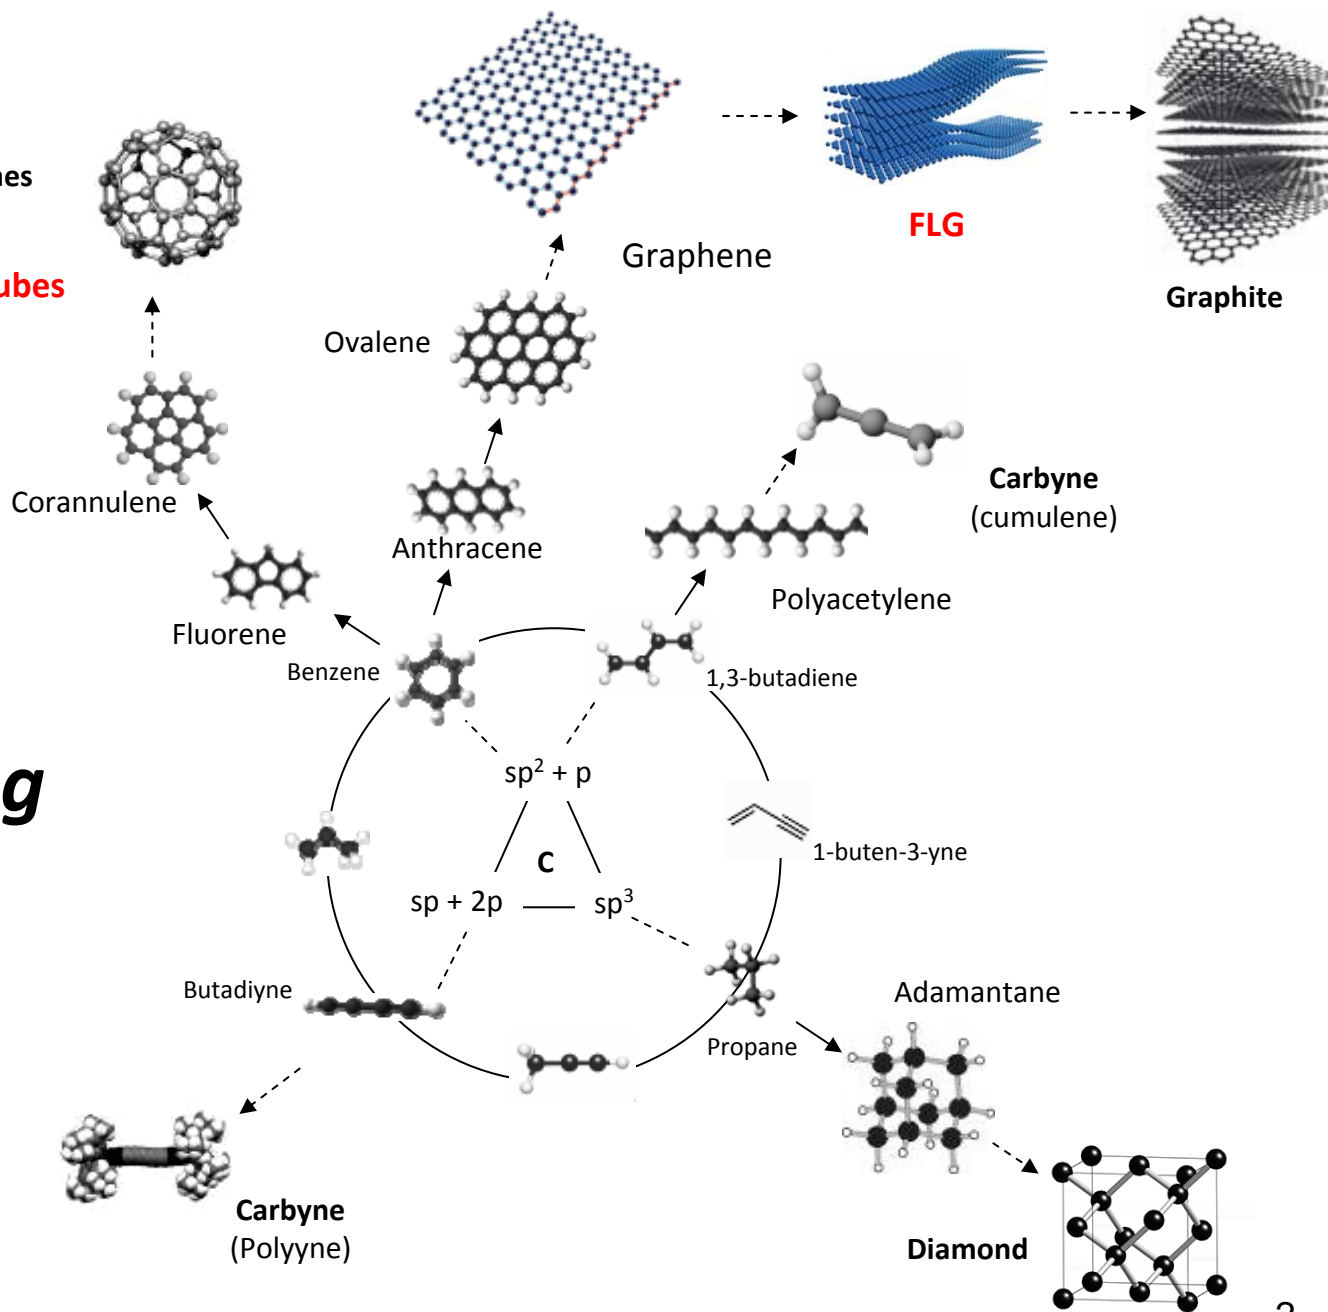 nes
ubes
FLG
Graphene
Graphite
Ovalene
Carbyne
(cumulene)
Corannulene
Anthracene
Polyacetylene
Fluorene
Benzene
1,3-butadiene
sp² + p
g
C
1-buten-3-yne
sp + 2p
sp³
Butadiyne
Adamantane
Propane
Carbyne
(Polyyne)
Diamond